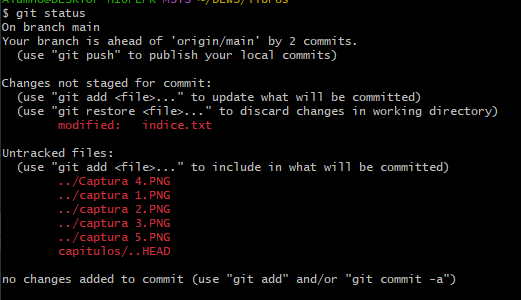 $ git status
On branch main
Your branch is ahead of 'origin/main' by 2 commits.
(use "git push" to publish your local commits)
Changes not staged for commit:
(use "git add <file>..." to update what will be committed)
(use "git restore <file>..." to discard changes in working directory)
modified: indice.txt
Untracked files:
(use "git add <file>..." to include in what will be committed)
../Captura 4.PNG
../captura 1.PNG
../captura 2.PNG
../captura 3.PNG
../captura 5.PNG
capitulos/..HEAD
no changes added to commit (use "git add" and/or "git commit -a")